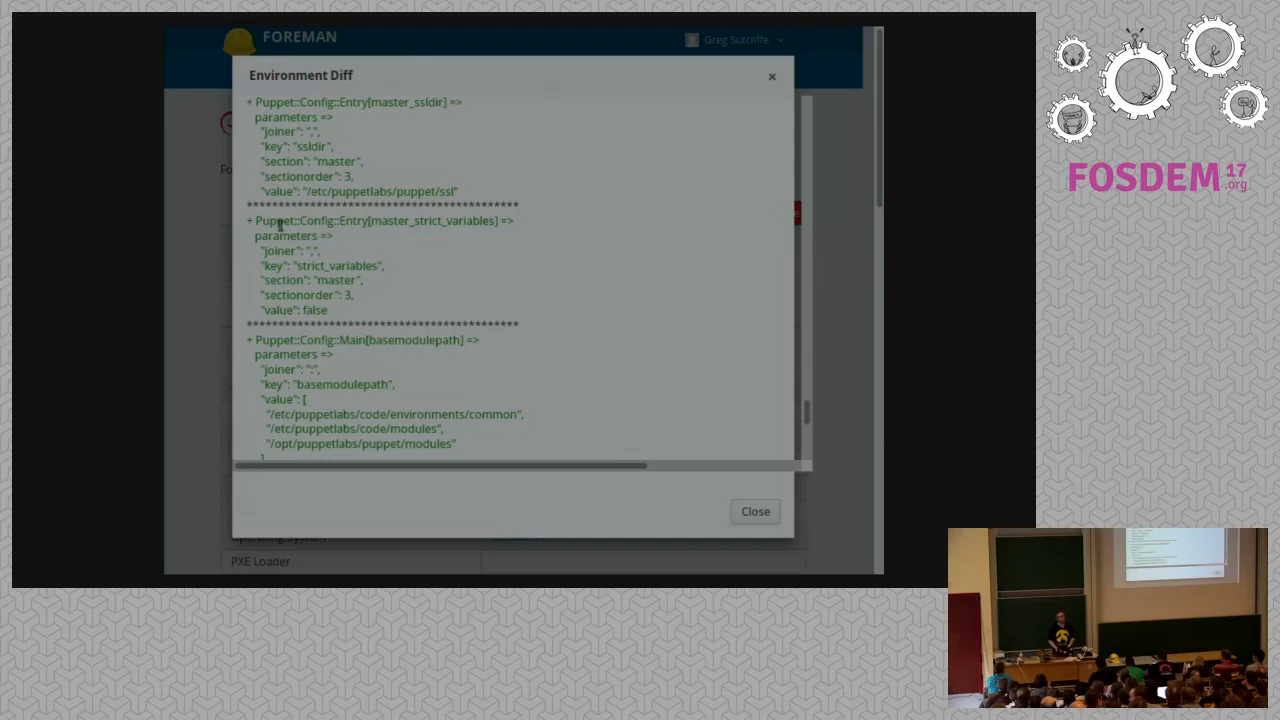 FOREMAN
Greg Sutcliffe
Environment Diff
×
+ Puppet::Config::Entry[master_ssldir] =>
parameters =>
"joiner": ",",
"key": "ssldir",
"section": "master",
"sectionorder": 3,
"value": "/etc/puppetlabs/puppet/ssl"
*******************************************
+ Puppet::Config::Entry[master_strict_variables] =>
parameters =>
"joiner": ",",
"key": "strict_variables",
"section": "master",
"sectionorder": 3,
"value": false
*******************************************
+ Puppet::Config::Main[basemodulepath] =>
parameters =>
"joiner": ":",
"key": "basemodulepath",
"value": [
"/etc/puppetlabs/code/environments/common",
"/etc/puppetlabs/code/modules",
"/opt/puppetlabs/puppet/modules"
]
Close
Operating System
PXE Loader
FOSDEM 17
.org